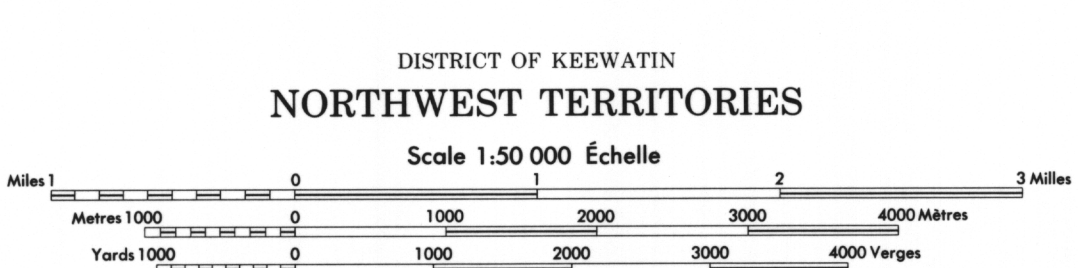 DISTRICT OF KEEWATIN
NORTHWEST TERRITORIES
Scale 1:50 000 Échelle
Miles 1 0 1 2 3 Milles
Metres 1000 0 1000 2000 3000 4000 Mètres
Yards 1000 0 1000 2000 3000 4000 Verges